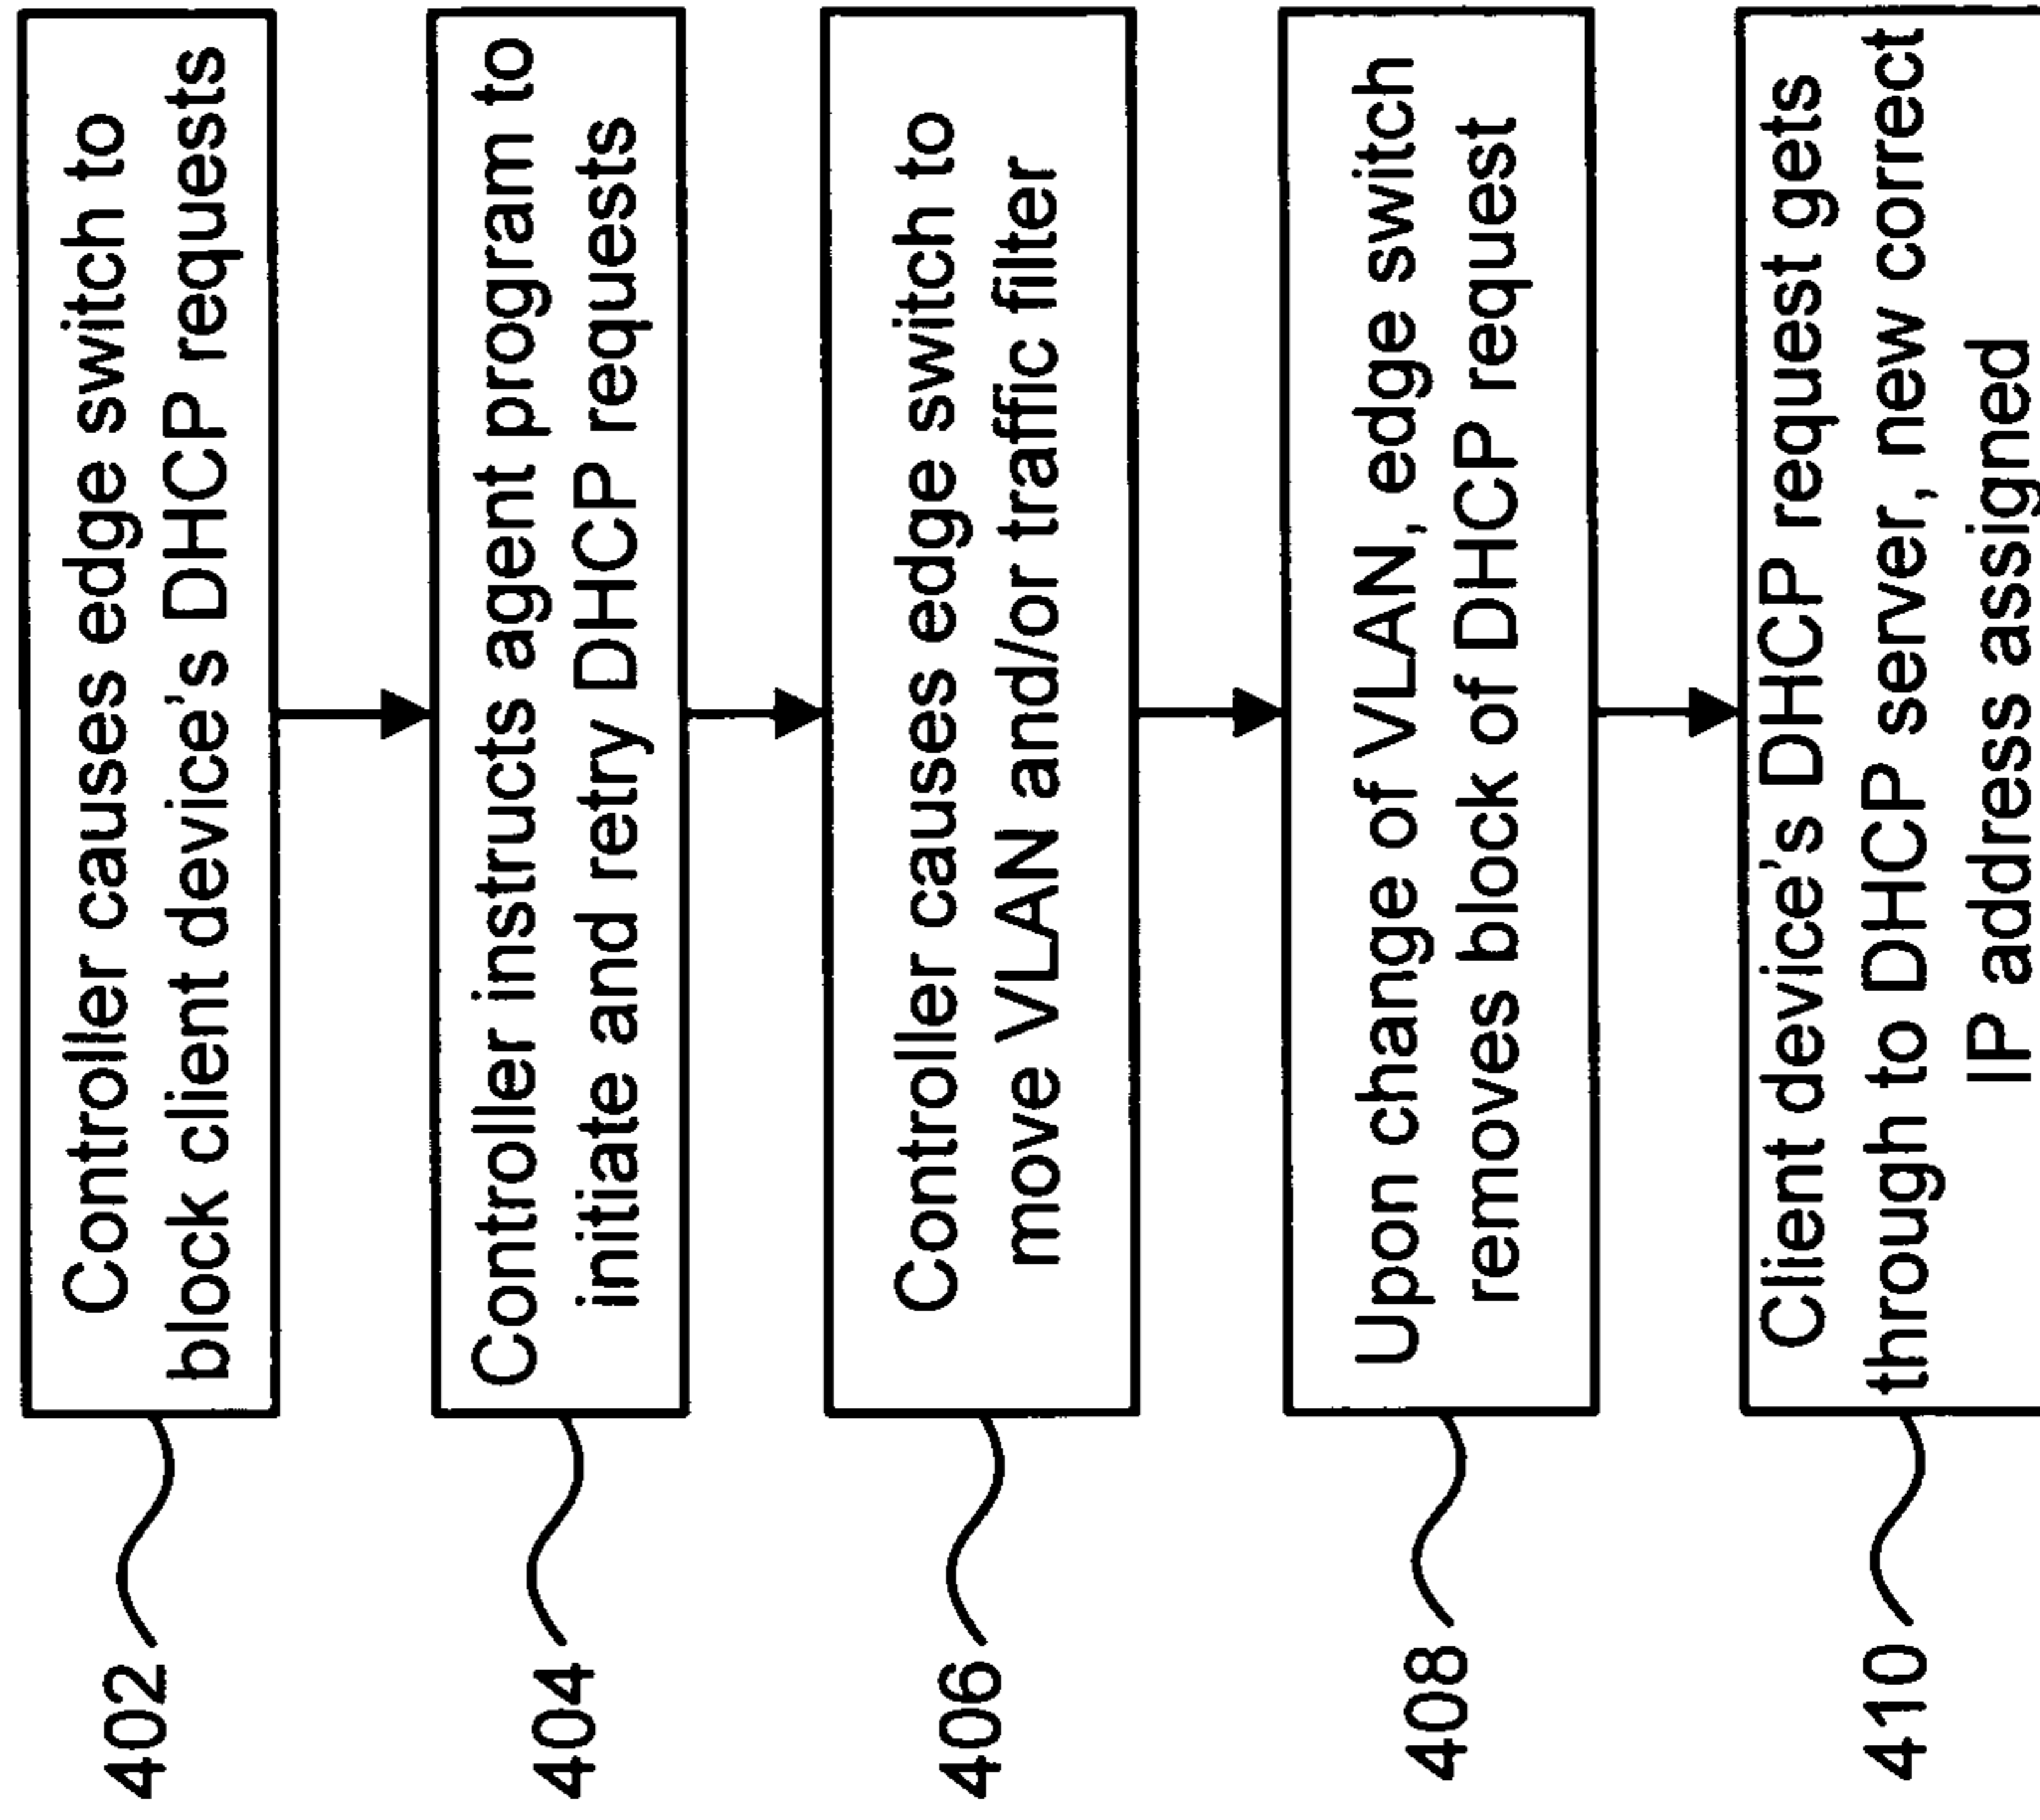 402
Controller causes edge switch to
block client device's DHCP requests
404
Controller instructs agent program to
initiate and retry DHCP requests
406
Controller causes edge switch to
move VLAN and/or traffic filter
408
Upon change of VLAN, edge switch
removes block of DHCP request
410
Client device's DHCP request gets
through to DHCP server, new correct
IP address assigned